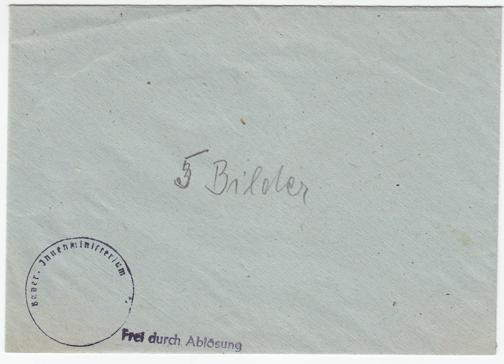 5 Bilder
Bayer. Innenministerium
Frei durch Ablösung